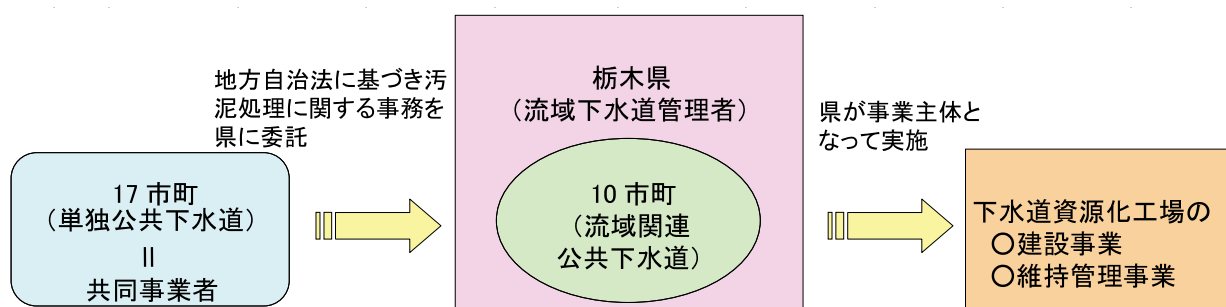 地方自治法に基づき汚
泥処理に関する事務を
県に委託
17 市町
（単独公共下水道）
＝
共同事業者
栃木県
（流域下水道管理者）
10 市町
（流域関連
公共下水道）
県が事業主体と
なって実施
下水道資源化工場の
○建設事業
○維持管理事業